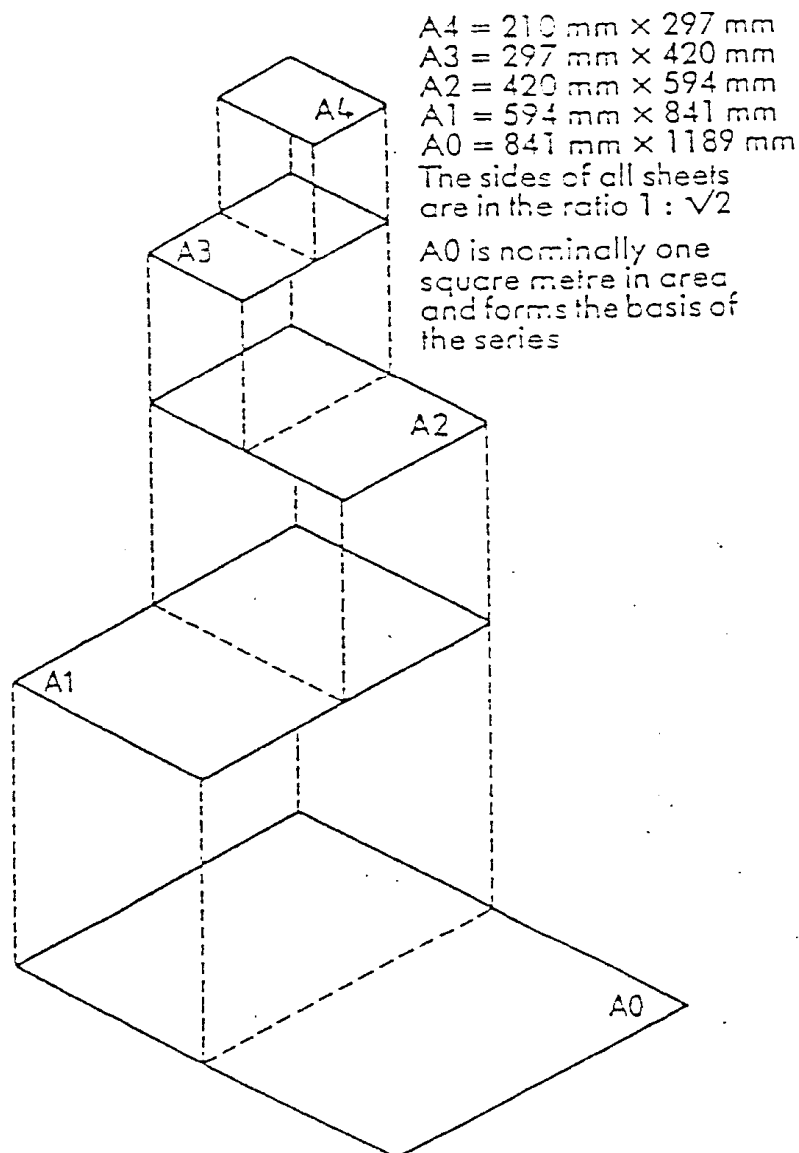 A4 = 210 mm × 297 mm
A3 = 297 mm × 420 mm
A2 = 420 mm × 594 mm
A1 = 594 mm × 841 mm
A0 = 841 mm × 1189 mm
The sides of all sheets
are in the ratio 1 : √2
A0 is nominally one
square metre in area
and forms the basis of
the series
A4
A3
A2
A1
A0